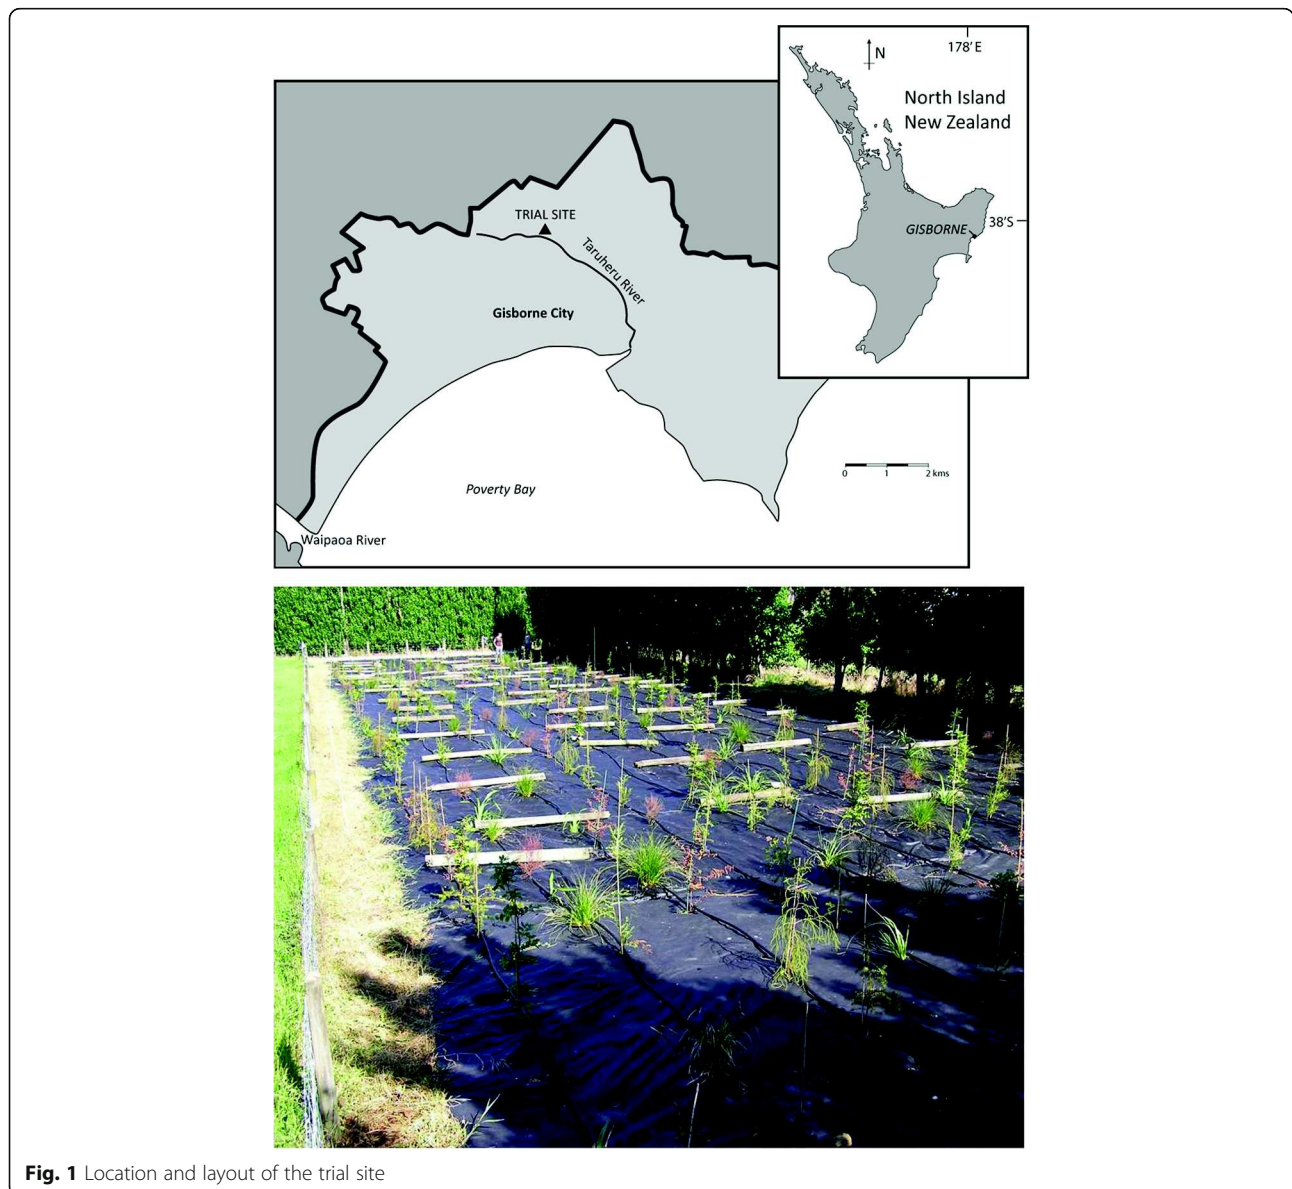 178' E
N
North Island
New Zealand
38'S
GISBORNE
TRIAL SITE
Taruheru River
Gisborne City
Poverty Bay
0 1 2 kms
Waipaoa River
Fig. 1 Location and layout of the trial site